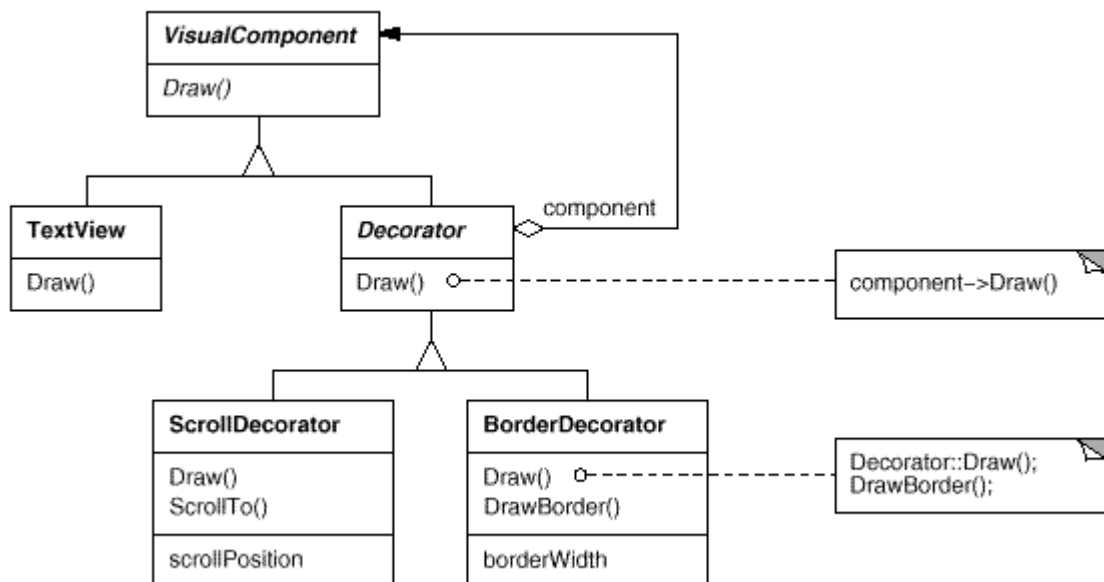 VisualComponent
Draw()
TextView
Draw()
Decorator
Draw()
component
component->Draw()
ScrollDecorator
Draw()
ScrollTo()
scrollPosition
BorderDecorator
Draw()
DrawBorder()
borderWidth
Decorator::Draw();
DrawBorder();